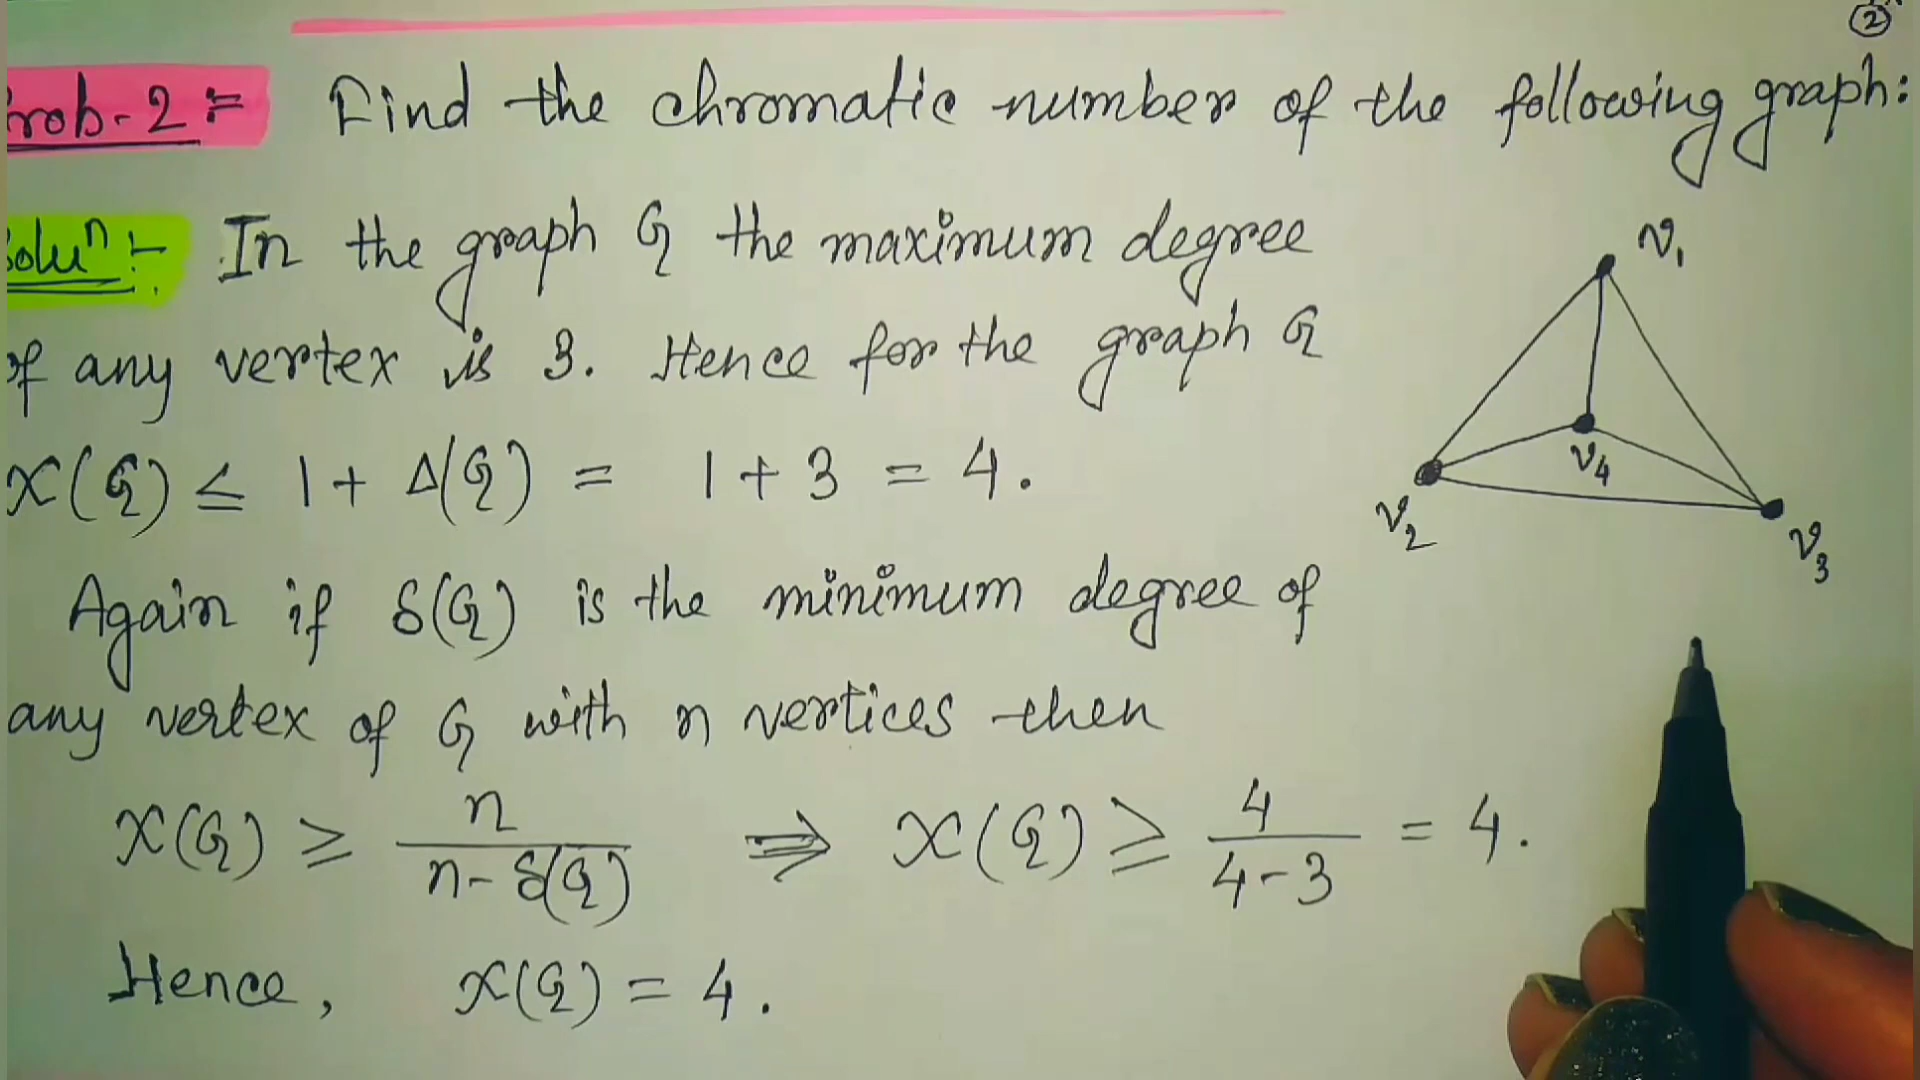 ②
Prob-2:- Find the chromatic number of the following graph:
Soluⁿ:- In the graph G the maximum degree
of any vertex is 3. Hence for the graph G
χ(G) ≤ 1 + Δ(G) = 1 + 3 = 4.
Again if δ(G) is the minimum degree of
any vertex of G with n vertices then
χ(G) ≥ n / (n - δ(G)) ⇒ χ(G) ≥ 4 / (4-3) = 4.
Hence, χ(G) = 4.
v₁
v₄
v₂
v₃